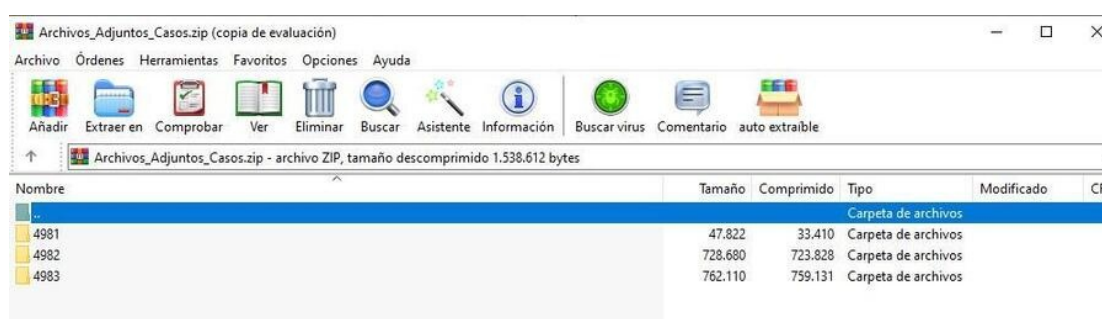 Archivos_Adjuntos_Casos.zip (copia de evaluación)
Archivo Órdenes Herramientas Favoritos Opciones Ayuda
Añadir Extraer en Comprobar Ver Eliminar Buscar Asistente Información Buscar virus Comentario auto extraíble
Archivos_Adjuntos_Casos.zip - archivo ZIP, tamaño descomprimido 1.538.612 bytes
Nombre Tamaño Comprimido Tipo Modificado
.. Carpeta de archivos
4981 47.822 33.410 Carpeta de archivos
4982 728.680 723.828 Carpeta de archivos
4983 762.110 759.131 Carpeta de archivos